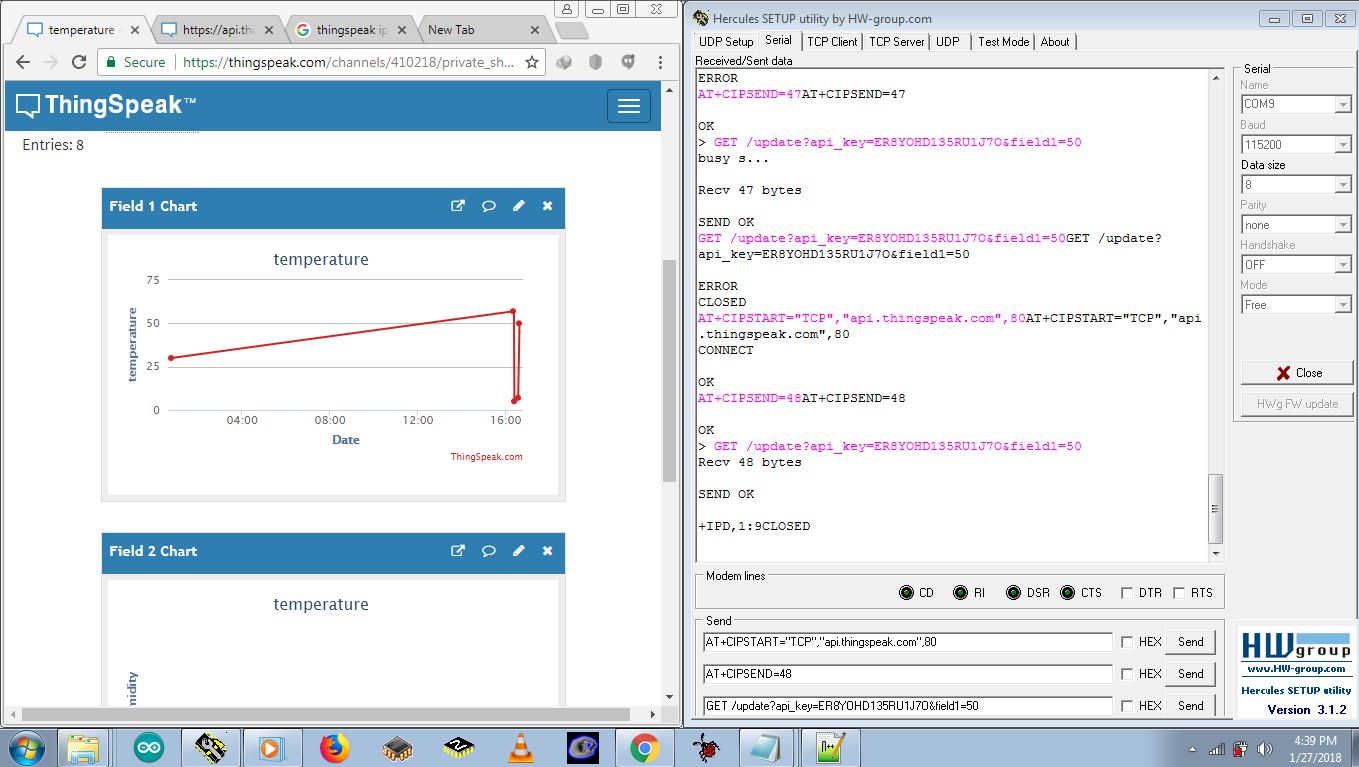 temperature -
https://api.thi
thingspeak ip
New Tab
Secure
https://thingspeak.com/channels/410218/private_sh...
ThingSpeak™
Entries: 8
Field 1 Chart
temperature
75
50
25
0
temperature
04:00
08:00
12:00
16:00
Date
ThingSpeak.com
Field 2 Chart
temperature
midity
Hercules SETUP utility by HW-group.com
UDP Setup
Serial
TCP Client
TCP Server
UDP
Test Mode
About
Received/Sent data
ERROR
AT+CIPSEND=47AT+CIPSEND=47
OK
> GET /update?api_key=ER8YOHD135RU1J7O&field1=50
busy s...
Recv 47 bytes
SEND OK
GET /update?api_key=ER8YOHD135RU1J7O&field1=50GET /update?
api_key=ER8YOHD135RU1J7O&field1=50
ERROR
CLOSED
AT+CIPSTART="TCP","api.thingspeak.com",80AT+CIPSTART="TCP","api
.thingspeak.com",80
CONNECT
OK
AT+CIPSEND=48AT+CIPSEND=48
OK
> GET /update?api_key=ER8YOHD135RU1J7O&field1=50
Recv 48 bytes
SEND OK
+IPD,1:9CLOSED
Serial
Name
COM9
Baud
115200
Data size
8
Parity
none
Handshake
OFF
Mode
Free
Close
HWg FW update
Modem lines
CD
RI
DSR
CTS
DTR
RTS
Send
AT+CIPSTART="TCP","api.thingspeak.com",80
HEX
Send
AT+CIPSEND=48
HEX
Send
GET /update?api_key=ER8YOHD135RU1J7O&field1=50
HEX
Send
HWgroup
www.HW-group.com
Hercules SETUP utility
Version 3.1.2
4:39 PM
1/27/2018